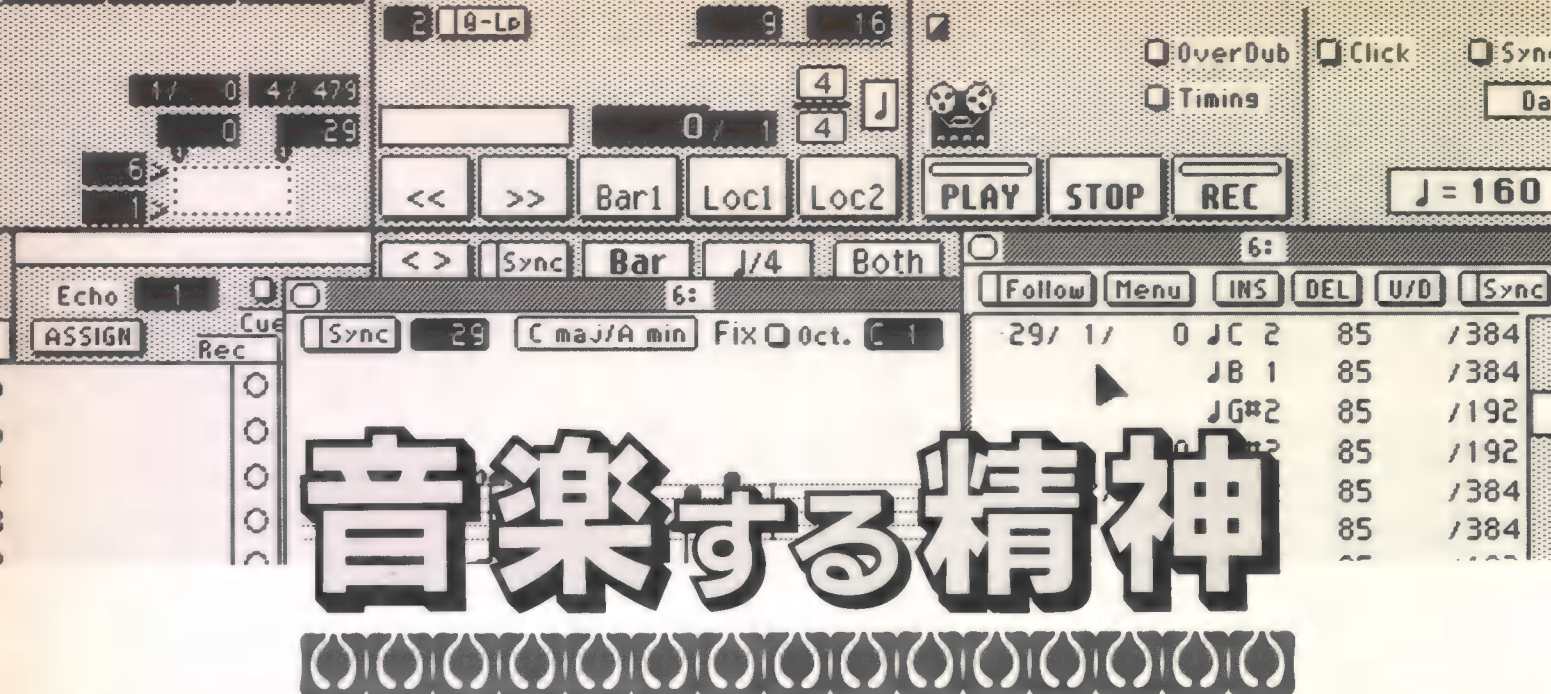 2 Q-Lo 9 16
OverDub Click
Timing
1/ 0 4/ 479
4
0 29
0/ 1 4
6
1
<< >> Bar1 Loc1 Loc2 PLAY STOP REC ♩= 160
< > Sync Bar ♩/4 Both 6:
Echo 1 6: Follow Menu INS DEL U/D Sync
ASSIGN Cue
Rec
Sync 29 C maj/A min Fix Oct. C 1
29/ 1/ 0 ♩C 2 85 /384
♩B 1 85 /384
♩G#2 85 /192
85 /192
85 /384
85 /384
音楽する精神